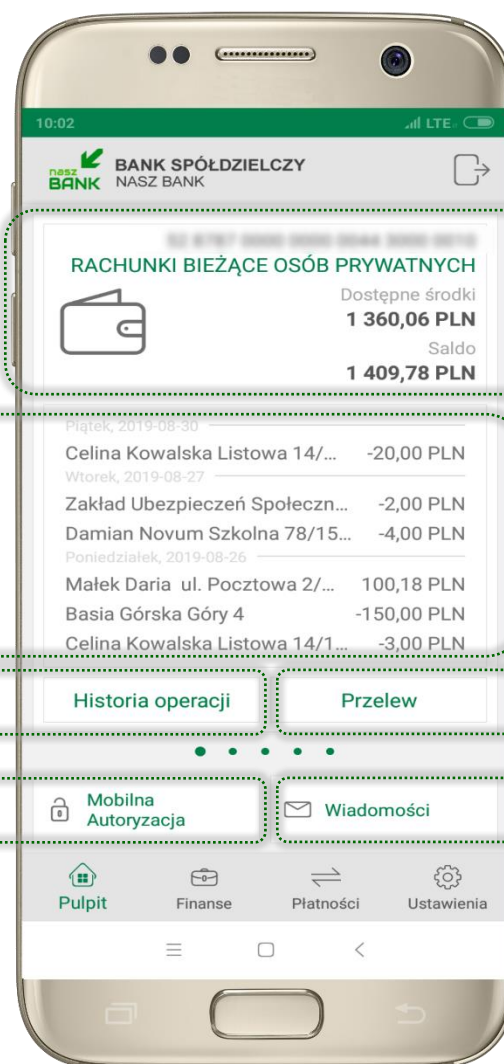 10:02
LTE
nasz
BANK
BANK SPÓŁDZIELCZY
NASZ BANK
RACHUNKI BIEŻĄCE OSÓB PRYWATNYCH
Dostępne środki
1 360,06 PLN
Saldo
1 409,78 PLN
Piątek, 2019-08-30
Celina Kowalska Listowa 14/... -20,00 PLN
Wtorek, 2019-08-27
Zakład Ubezpieczeń Społeczn... -2,00 PLN
Damian Novum Szkolna 78/15... -4,00 PLN
Poniedziałek, 2019-08-26
Małek Daria ul. Pocztowa 2/... 100,18 PLN
Basia Górska Góry 4 -150,00 PLN
Celina Kowalska Listowa 14/1... -3,00 PLN
Historia operacji Przelew
Mobilna
Autoryzacja
Wiadomości
Pulpit Finanse Płatności Ustawienia